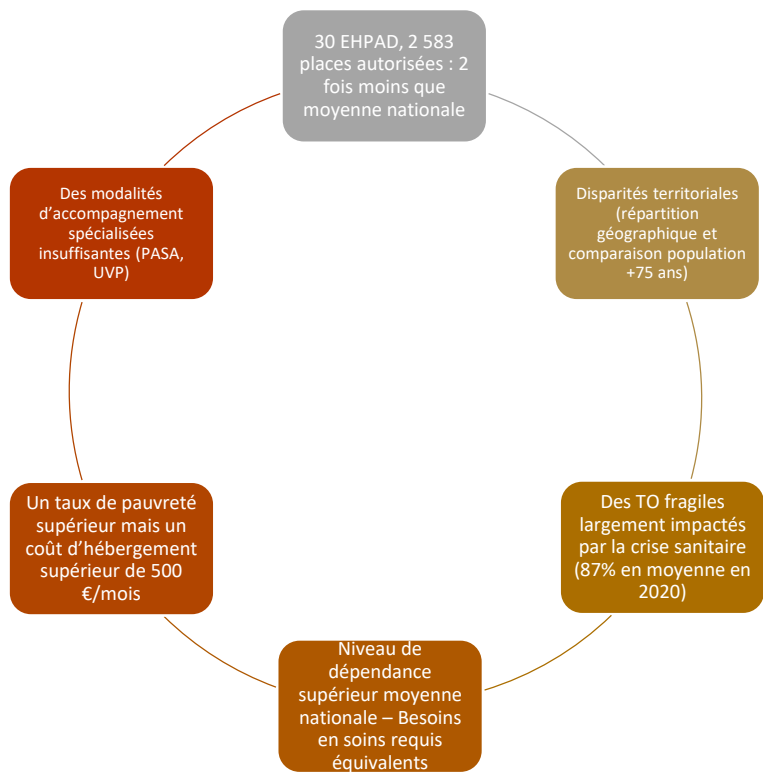 30 EHPAD, 2 583
places autorisées : 2
fois moins que
moyenne nationale
Disparités territoriales
(répartition
géographique et
comparaison population
+75 ans)
Des TO fragiles
largement impactés
par la crise sanitaire
(87% en moyenne en
2020)
Niveau de
dépendance
supérieur moyenne
nationale – Besoins
en soins requis
équivalents
Un taux de pauvreté
supérieur mais un
coût d’hébergement
supérieur de 500
€/mois
Des modalités
d’accompagnement
spécialisées
insuffisantes (PASA,
UVP)